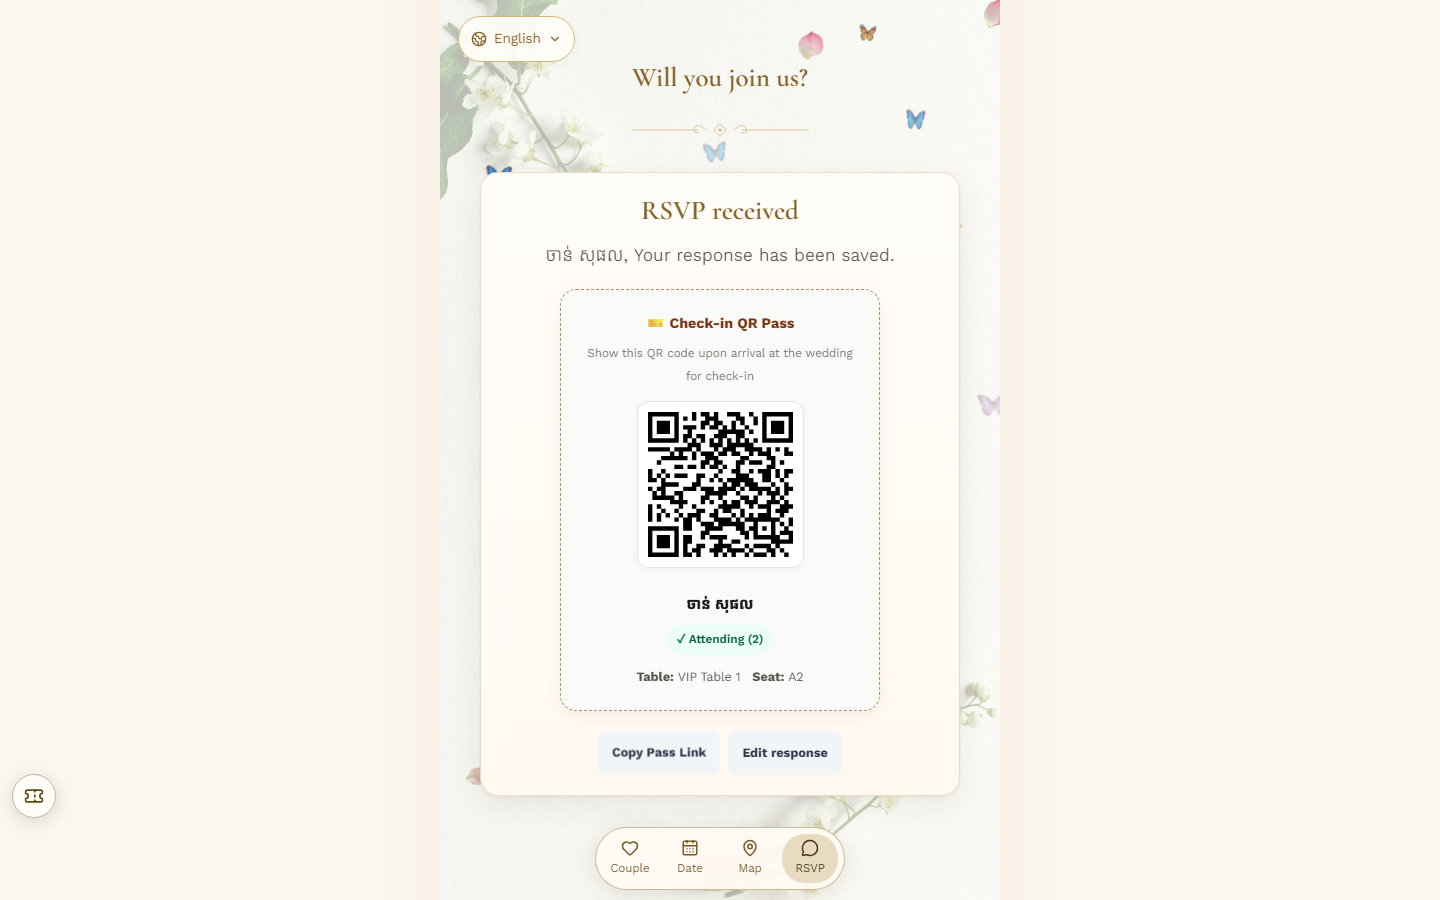 English
Will you join us?
RSVP received
ចាន់ សុផល, Your response has been saved.
🎫 Check-in QR Pass
Show this QR code upon arrival at the wedding
for check-in
ចាន់ សុផល
✓ Attending (2)
Table: VIP Table 1 Seat: A2
Copy Pass Link
Edit response
Couple
Date
Map
RSVP